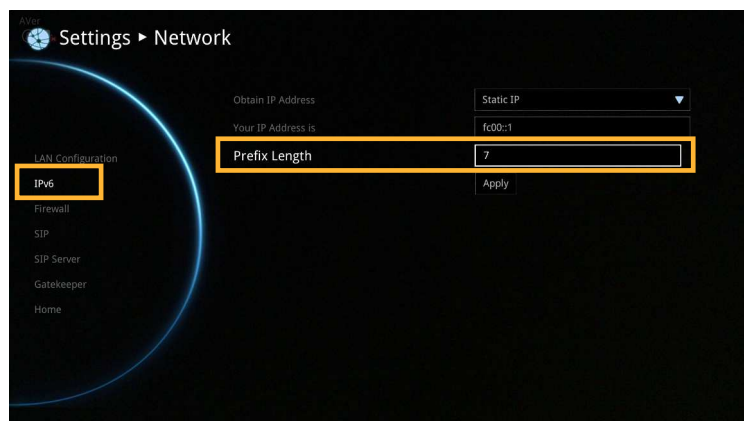 AVer
Settings ▸ Network
Obtain IP Address
Static IP
Your IP Address is
fc00::1
Prefix Length
7
Apply
LAN Configuration
IPv6
Firewall
SIP
SIP Server
Gatekeeper
Home